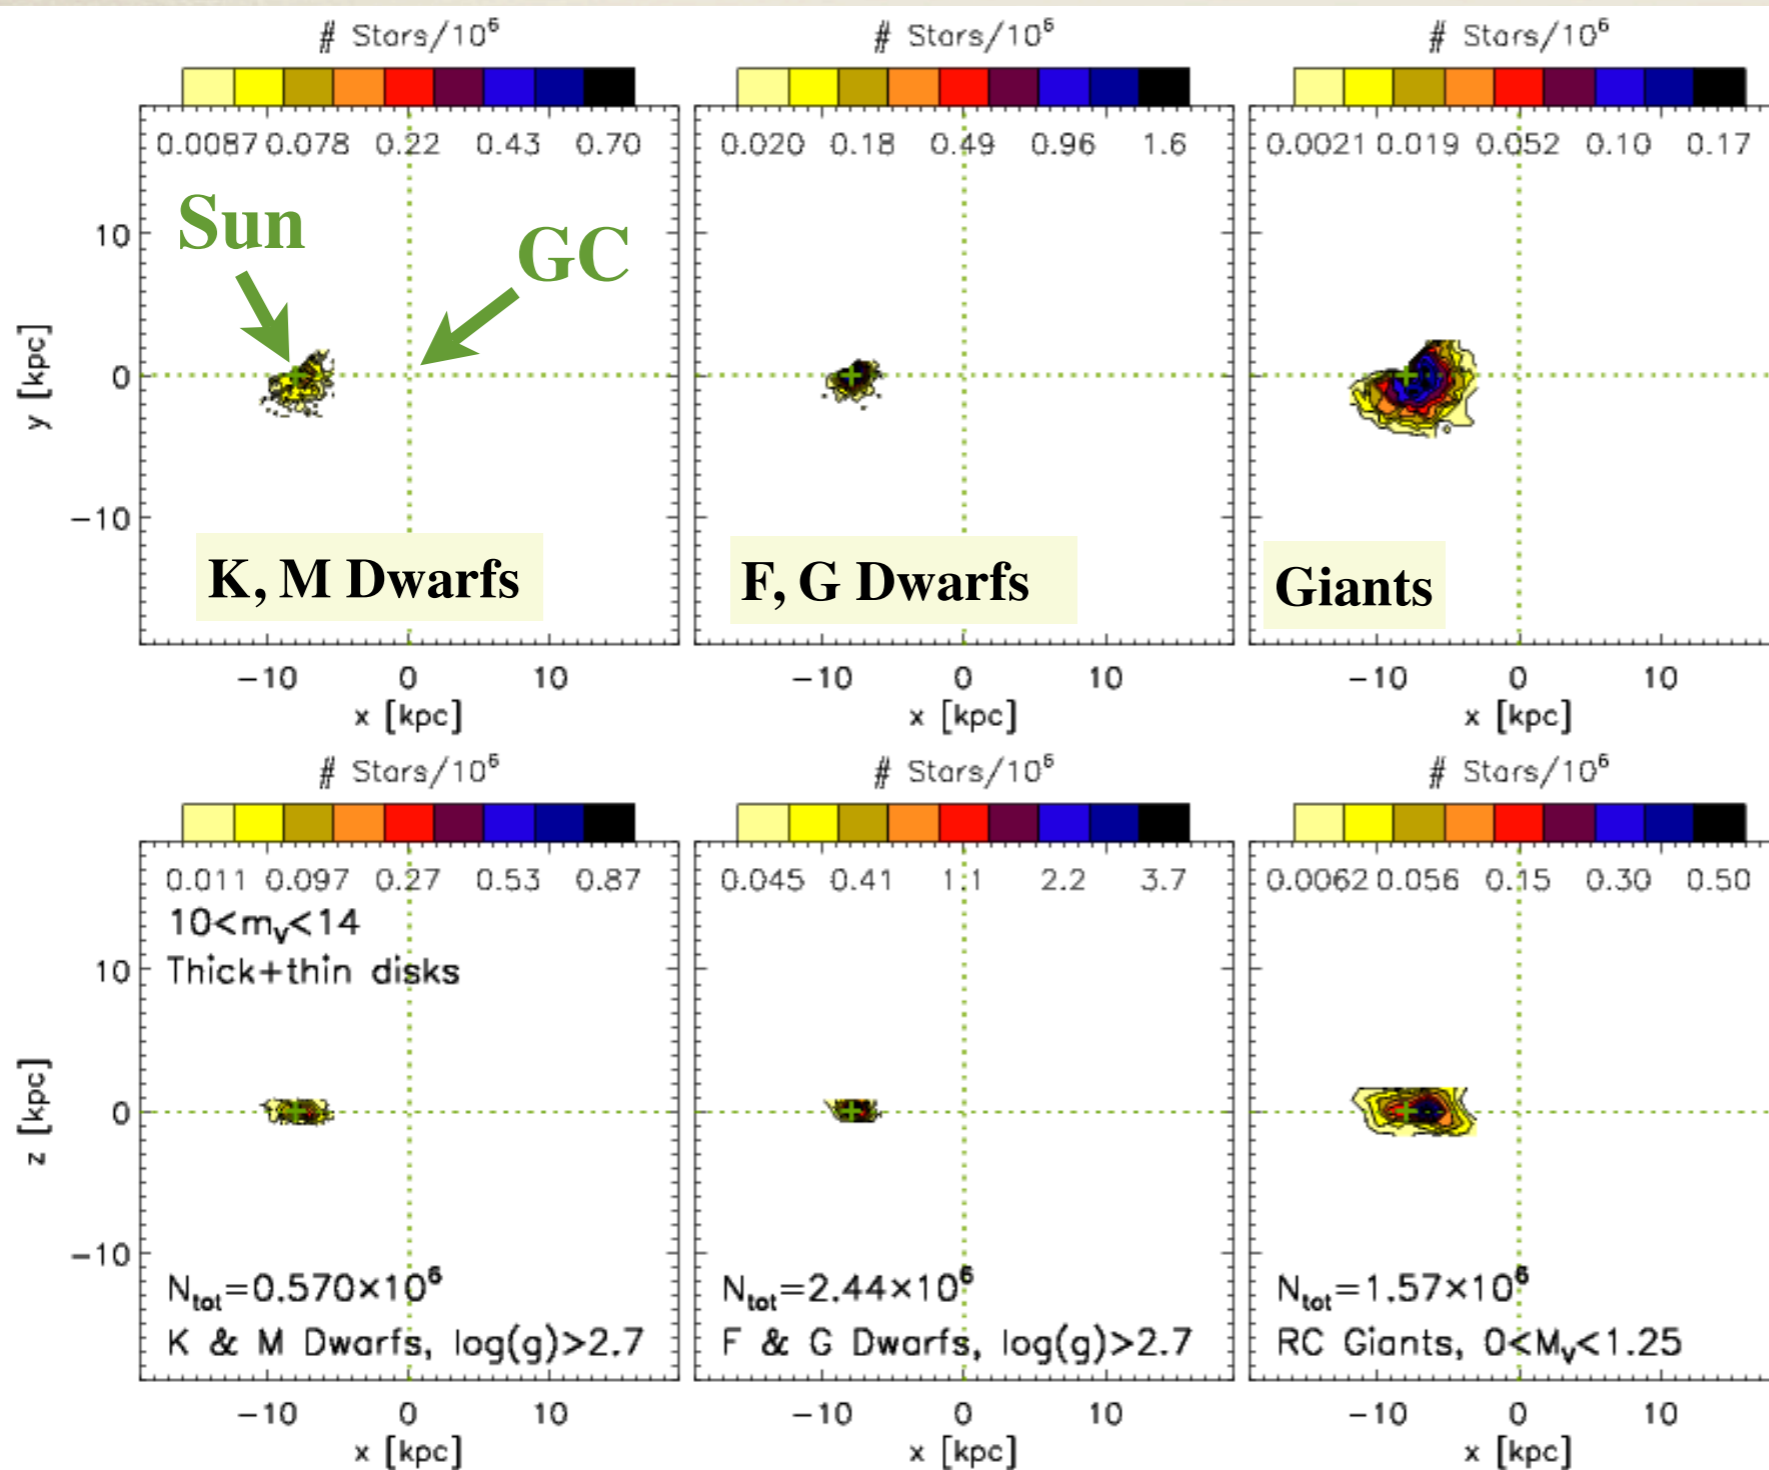 # Stars/10⁶ # Stars/10⁶ # Stars/10⁶
0.0087 0.078 0.22 0.43 0.70 0.020 0.18 0.49 0.96 1.6 0.0021 0.019 0.052 0.10 0.17
Sun
GC
10
0
−10
y [kpc]
K, M Dwarfs F, G Dwarfs Giants
−10 0 10 −10 0 10 −10 0 10
x [kpc] x [kpc] x [kpc]
# Stars/10⁶ # Stars/10⁶ # Stars/10⁶
0.011 0.097 0.27 0.53 0.87 0.045 0.41 1.1 2.2 3.7 0.0062 0.056 0.15 0.30 0.50
10<mᵥ<14
Thick+thin disks
10
0
−10
z [kpc]
Nₜₒₜ=0.570×10⁶ Nₜₒₜ=2.44×10⁶ Nₜₒₜ=1.57×10⁶
K & M Dwarfs, log(g)>2.7 F & G Dwarfs, log(g)>2.7 RC Giants, 0<Mᵥ<1.25
−10 0 10 −10 0 10 −10 0 10
x [kpc] x [kpc] x [kpc]